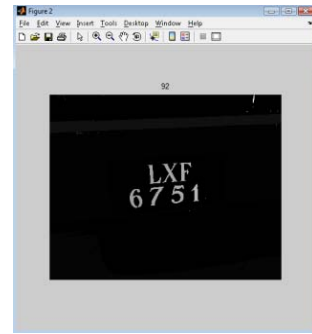 Figure 2
File Edit View Insert Tools Desktop Window Help
92
LXF
6751